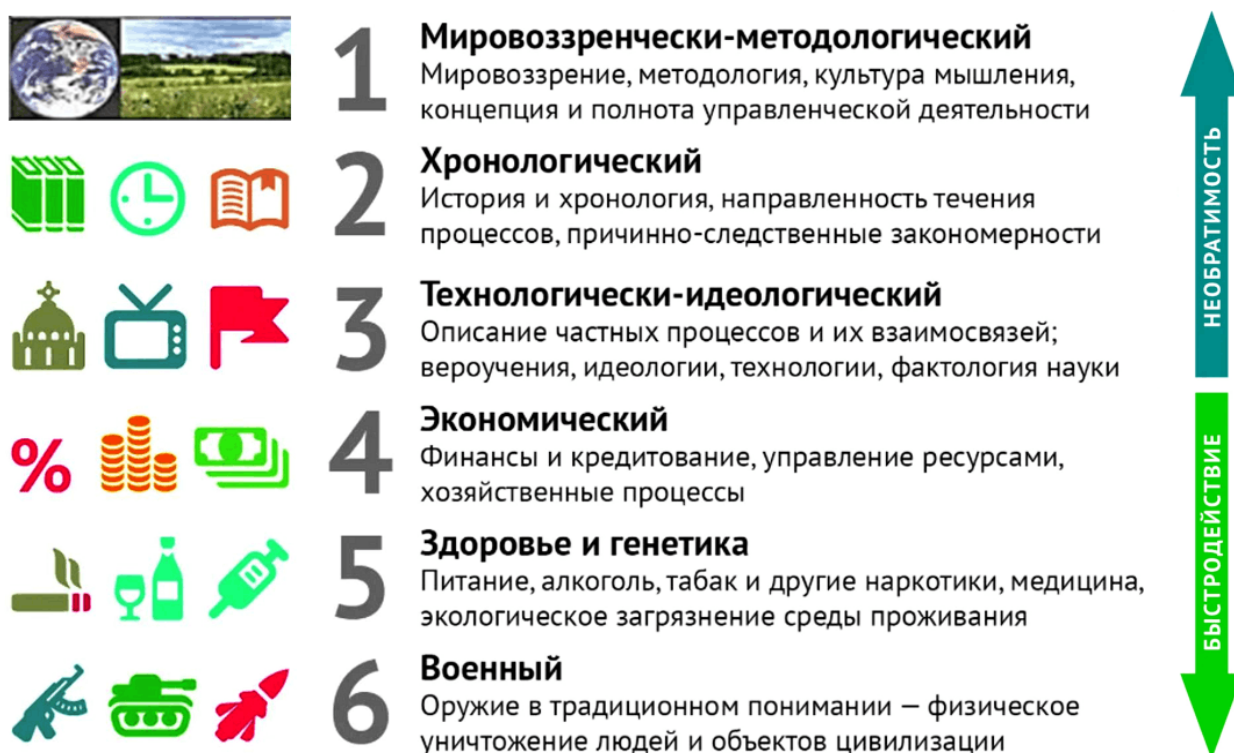 1
Мировоззренчески-методологический
Мировоззрение, методология, культура мышления,
концепция и полнота управленческой деятельности
2
Хронологический
История и хронология, направленность течения
процессов, причинно-следственные закономерности
3
Технологически-идеологический
Описание частных процессов и их взаимосвязей;
вероучения, идеологии, технологии, фактология науки
%
4
Экономический
Финансы и кредитование, управление ресурсами,
хозяйственные процессы
5
Здоровье и генетика
Питание, алкоголь, табак и другие наркотики, медицина,
экологическое загрязнение среды проживания
6
Военный
Оружие в традиционном понимании — физическое
уничтожение людей и объектов цивилизации
НЕОБРАТИМОСТЬ
БЫСТРОДЕЙСТВИЕ